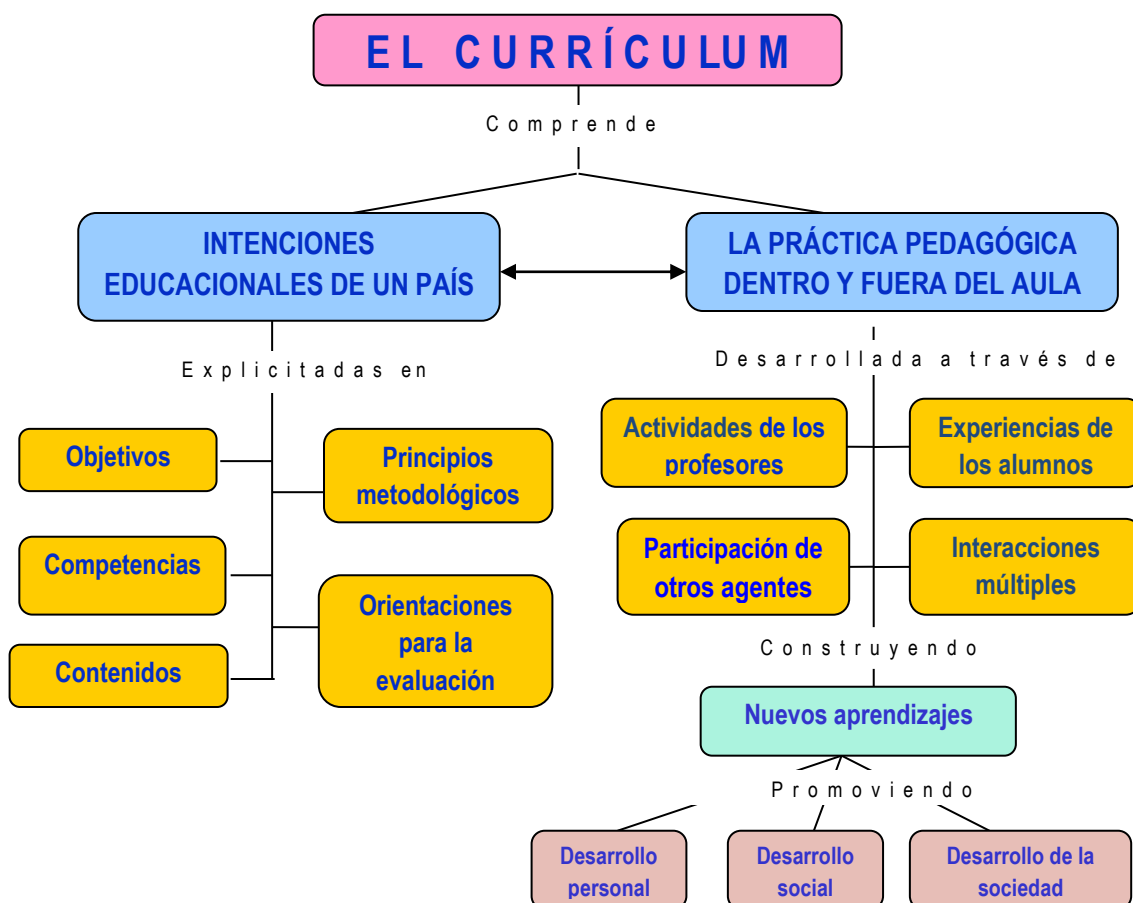 EL CURRÍCULUM
Comprende
INTENCIONES
EDUCACIONALES DE UN PAÍS
LA PRÁCTICA PEDAGÓGICA
DENTRO Y FUERA DEL AULA
Explicitadas en
Objetivos
Principios
metodológicos
Competencias
Orientaciones
para la
evaluación
Contenidos
Desarrollada a través de
Actividades de los
profesores
Experiencias de
los alumnos
Participación de
otros agentes
Interacciones
múltiples
Construyendo
Nuevos aprendizajes
Promoviendo
Desarrollo
personal
Desarrollo
social
Desarrollo de la
sociedad